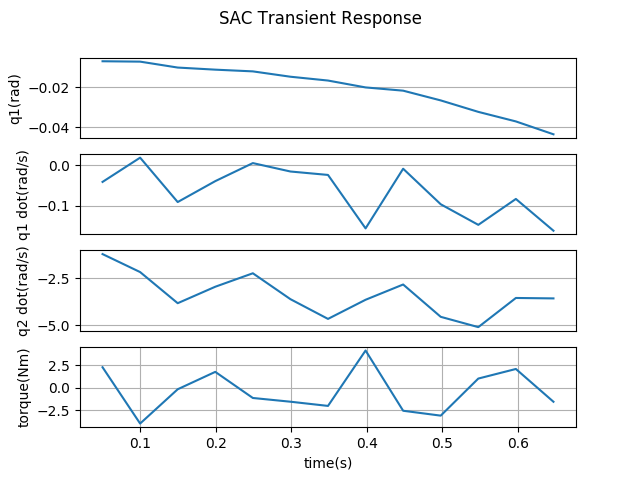 SAC Transient Response
q1(rad)
−0.02
−0.04
q1 dot(rad/s)
0.0
−0.1
q2 dot(rad/s)
−2.5
−5.0
torque(Nm)
2.5
0.0
−2.5
0.1 0.2 0.3 0.4 0.5 0.6
time(s)